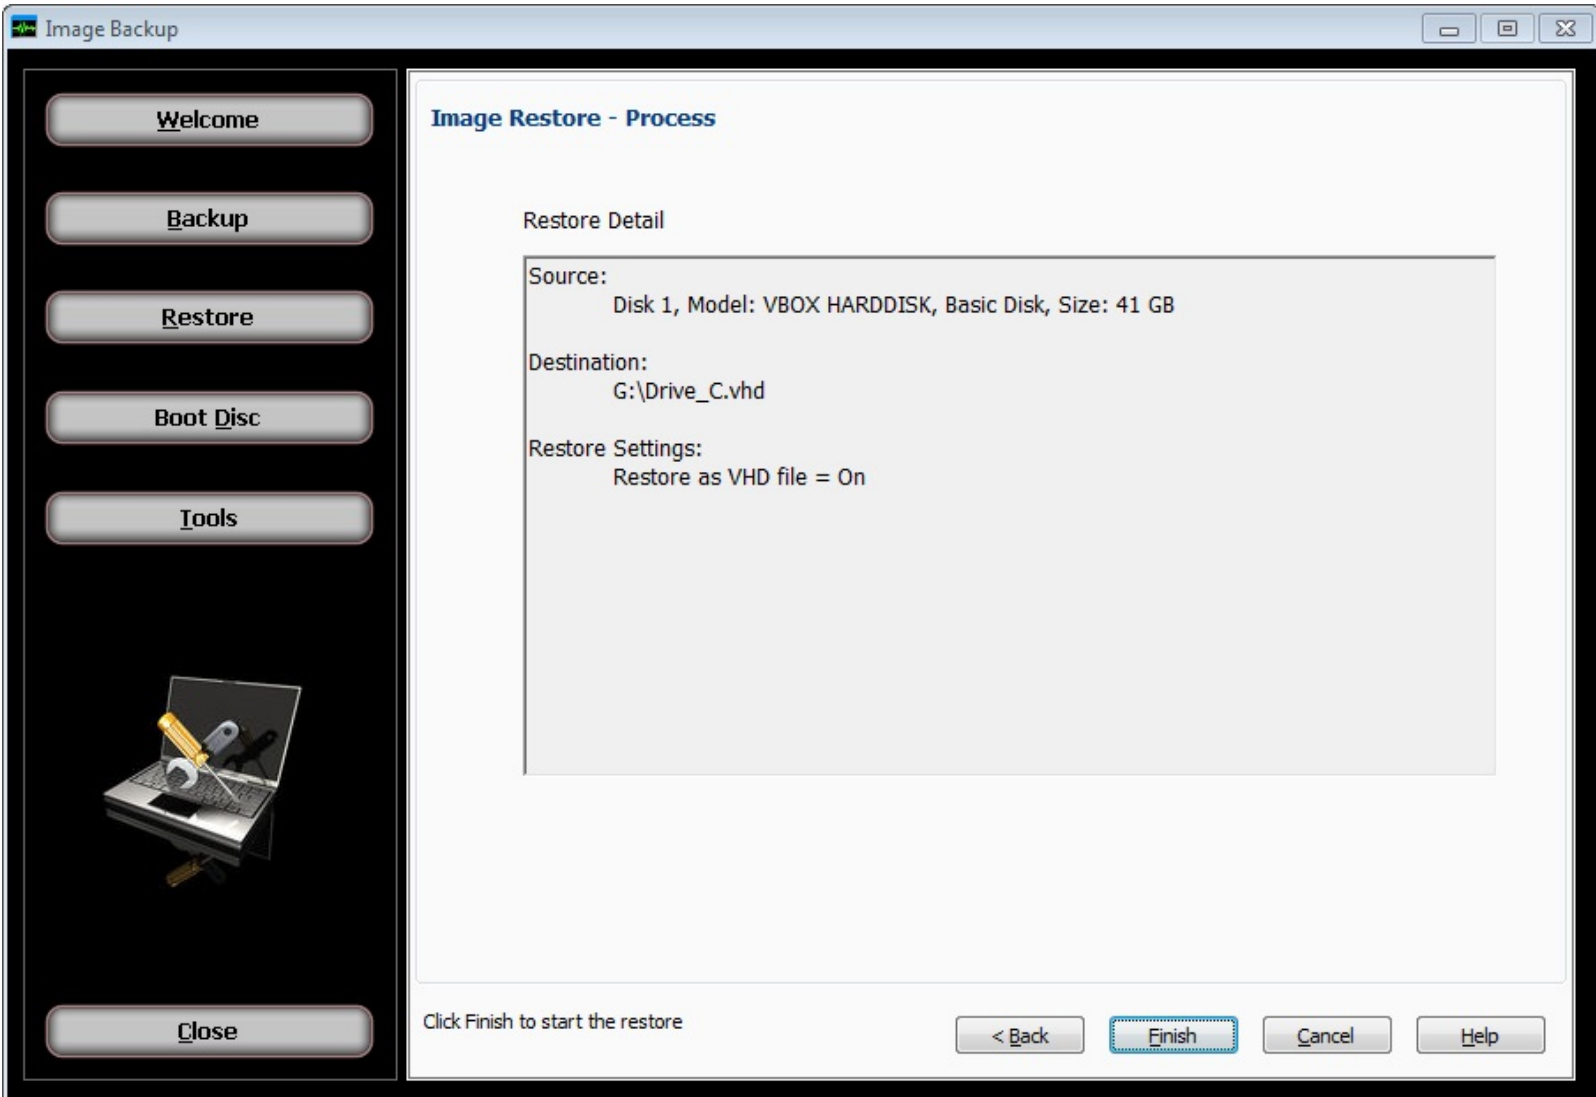 Image Backup
Welcome
Backup
Restore
Boot Disc
Tools
Close
Image Restore - Process
Restore Detail
Source:
Disk 1, Model: VBOX HARDDISK, Basic Disk, Size: 41 GB
Destination:
G:\Drive_C.vhd
Restore Settings:
Restore as VHD file = On
Click Finish to start the restore
< Back Finish Cancel Help